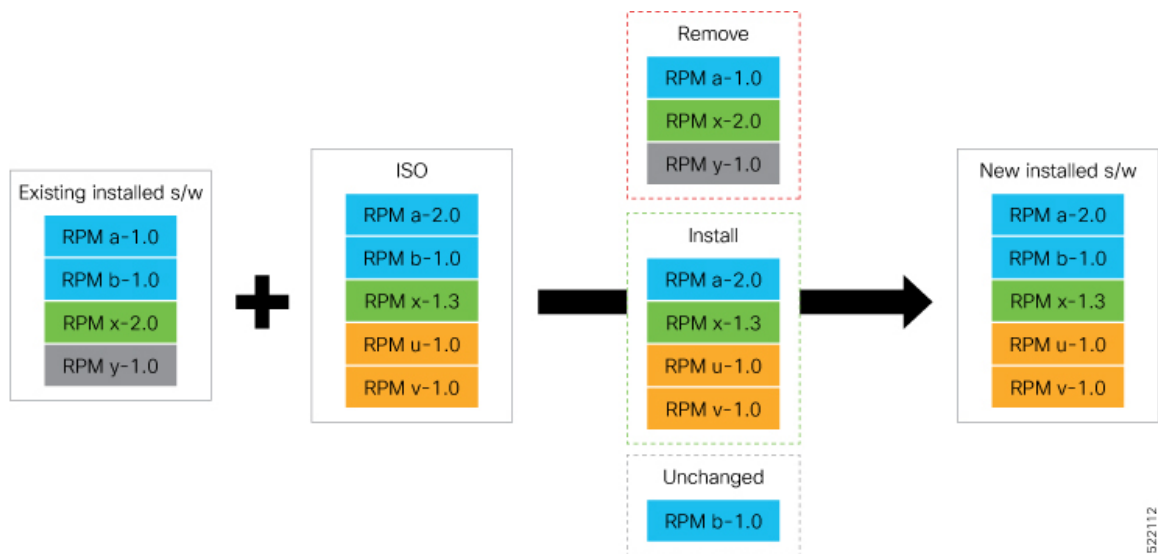 Existing installed s/w
RPM a-1.0
RPM b-1.0
RPM x-2.0
RPM y-1.0
ISO
RPM a-2.0
RPM b-1.0
RPM x-1.3
RPM u-1.0
RPM v-1.0
Remove
RPM a-1.0
RPM x-2.0
RPM y-1.0
Install
RPM a-2.0
RPM x-1.3
RPM u-1.0
RPM v-1.0
Unchanged
RPM b-1.0
New installed s/w
RPM a-2.0
RPM b-1.0
RPM x-1.3
RPM u-1.0
RPM v-1.0
522112